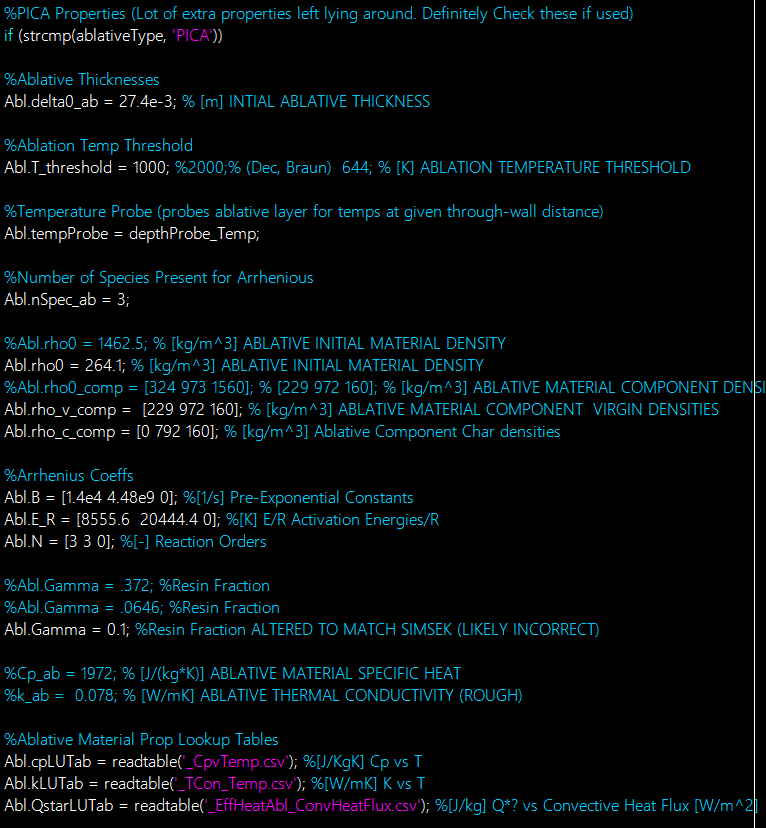 %PICA Properties (Lot of extra properties left lying around. Definitely Check these if used)
if (strcmp(ablativeType, 'PICA'))
%Ablative Thicknesses
Abl.delta0_ab = 27.4e-3; % [m] INTIAL ABLATIVE THICKNESS
%Ablation Temp Threshold
Abl.T_threshold = 1000; %2000;% (Dec, Braun)  644; % [K] ABLATION TEMPERATURE THRESHOLD
%Temperature Probe (probes ablative layer for temps at given through-wall distance)
Abl.tempProbe = depthProbe_Temp;
%Number of Species Present for Arrhenious
Abl.nSpec_ab = 3;
%Abl.rho0 = 1462.5; % [kg/m^3] ABLATIVE INITIAL MATERIAL DENSITY
Abl.rho0 = 264.1; % [kg/m^3] ABLATIVE INITIAL MATERIAL DENSITY
%Abl.rho0_comp = [324 973 1560]; % [229 972 160]; % [kg/m^3] ABLATIVE MATERIAL COMPONENT DENSI
Abl.rho_v_comp =  [229 972 160]; % [kg/m^3] ABLATIVE MATERIAL COMPONENT  VIRGIN DENSITIES
Abl.rho_c_comp = [0 792 160]; % [kg/m^3] Ablative Component Char densities
%Arrhenius Coeffs
Abl.B = [1.4e4 4.48e9 0]; %[1/s] Pre-Exponential Constants
Abl.E_R = [8555.6  20444.4 0]; %[K] E/R Activation Energies/R
Abl.N = [3 3 0]; %[-] Reaction Orders
%Abl.Gamma = .372; %Resin Fraction
%Abl.Gamma = .0646; %Resin Fraction
Abl.Gamma = 0.1; %Resin Fraction ALTERED TO MATCH SIMSEK (LIKELY INCORRECT)
%Cp_ab = 1972; % [J/(kg*K)] ABLATIVE MATERIAL SPECIFIC HEAT
%k_ab =  0.078; % [W/mK] ABLATIVE THERMAL CONDUCTIVITY (ROUGH)
%Ablative Material Prop Lookup Tables
Abl.cpLUTab = readtable('_CpvTemp.csv'); %[J/KgK] Cp vs T
Abl.kLUTab = readtable('_TCon_Temp.csv'); %[W/mK] K vs T
Abl.QstarLUTab = readtable('_EffHeatAbl_ConvHeatFlux.csv'); %[J/kg] Q*? vs Convective Heat Flux [W/m^2]